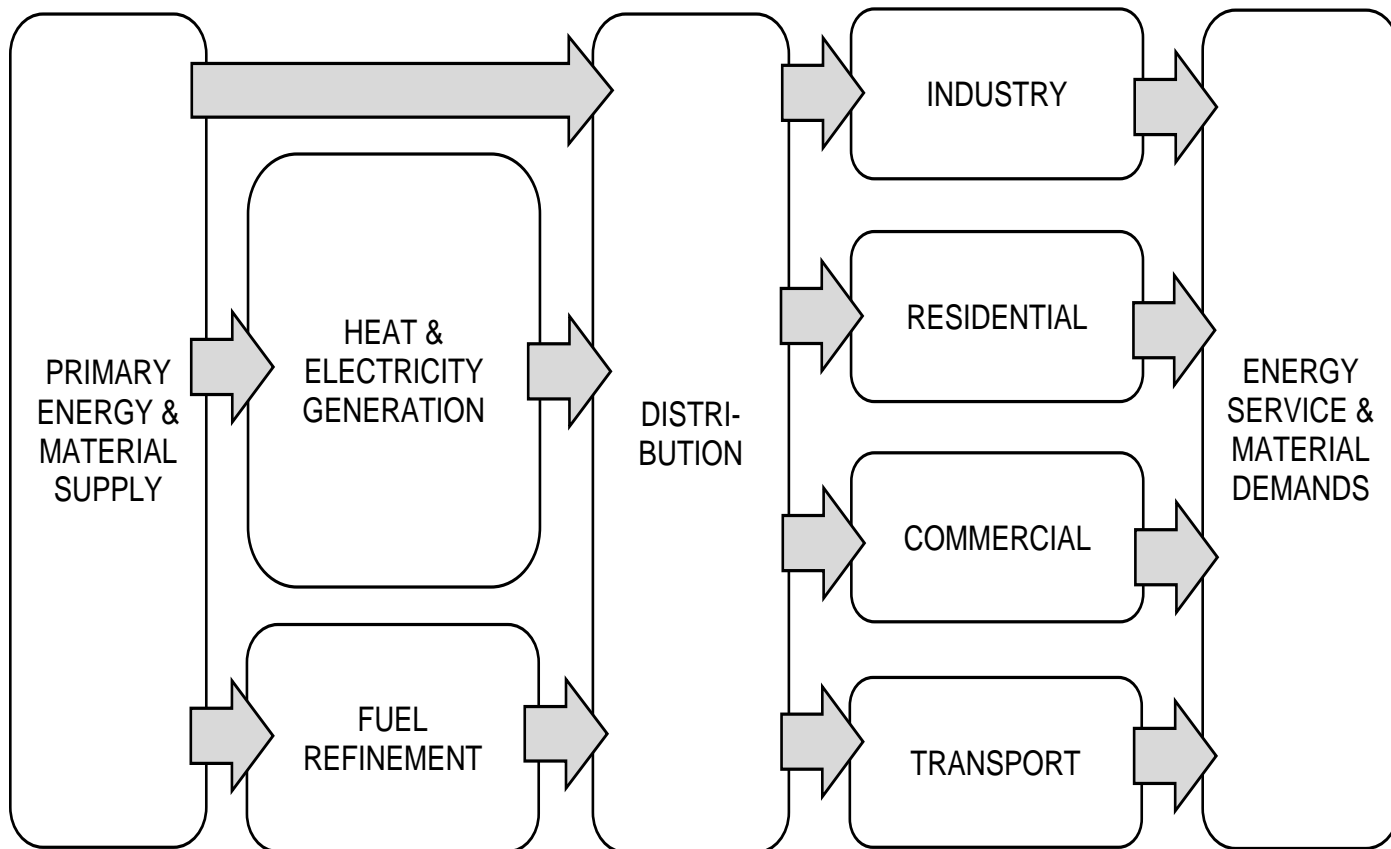 PRIMARY
ENERGY &
MATERIAL
SUPPLY
HEAT &
ELECTRICITY
GENERATION
FUEL
REFINEMENT
DISTRI-
BUTION
INDUSTRY
RESIDENTIAL
COMMERCIAL
TRANSPORT
ENERGY
SERVICE &
MATERIAL
DEMANDS